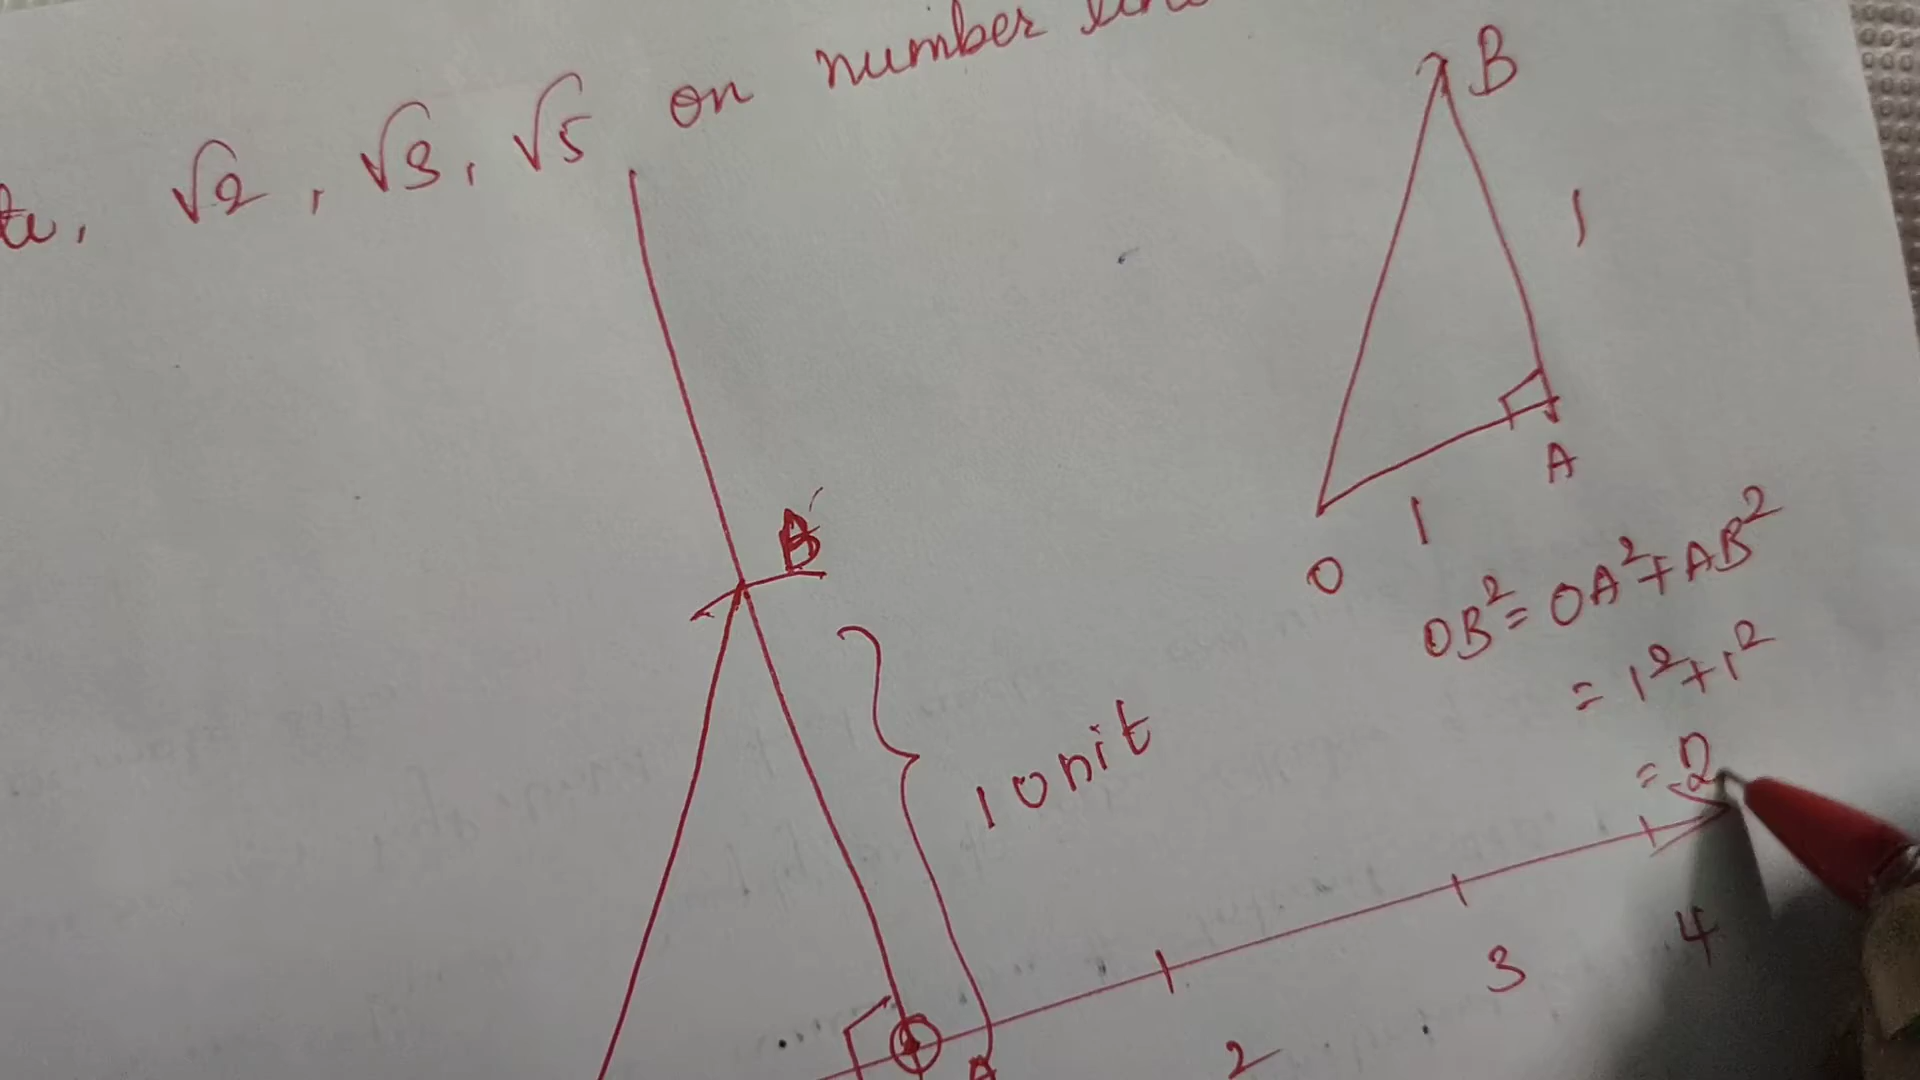 √2, √3, √5 on number
B
1
A
1
O
OB² = OA² + AB²
= 1² + 1²
= 2
B
1 unit
A
2
3
4